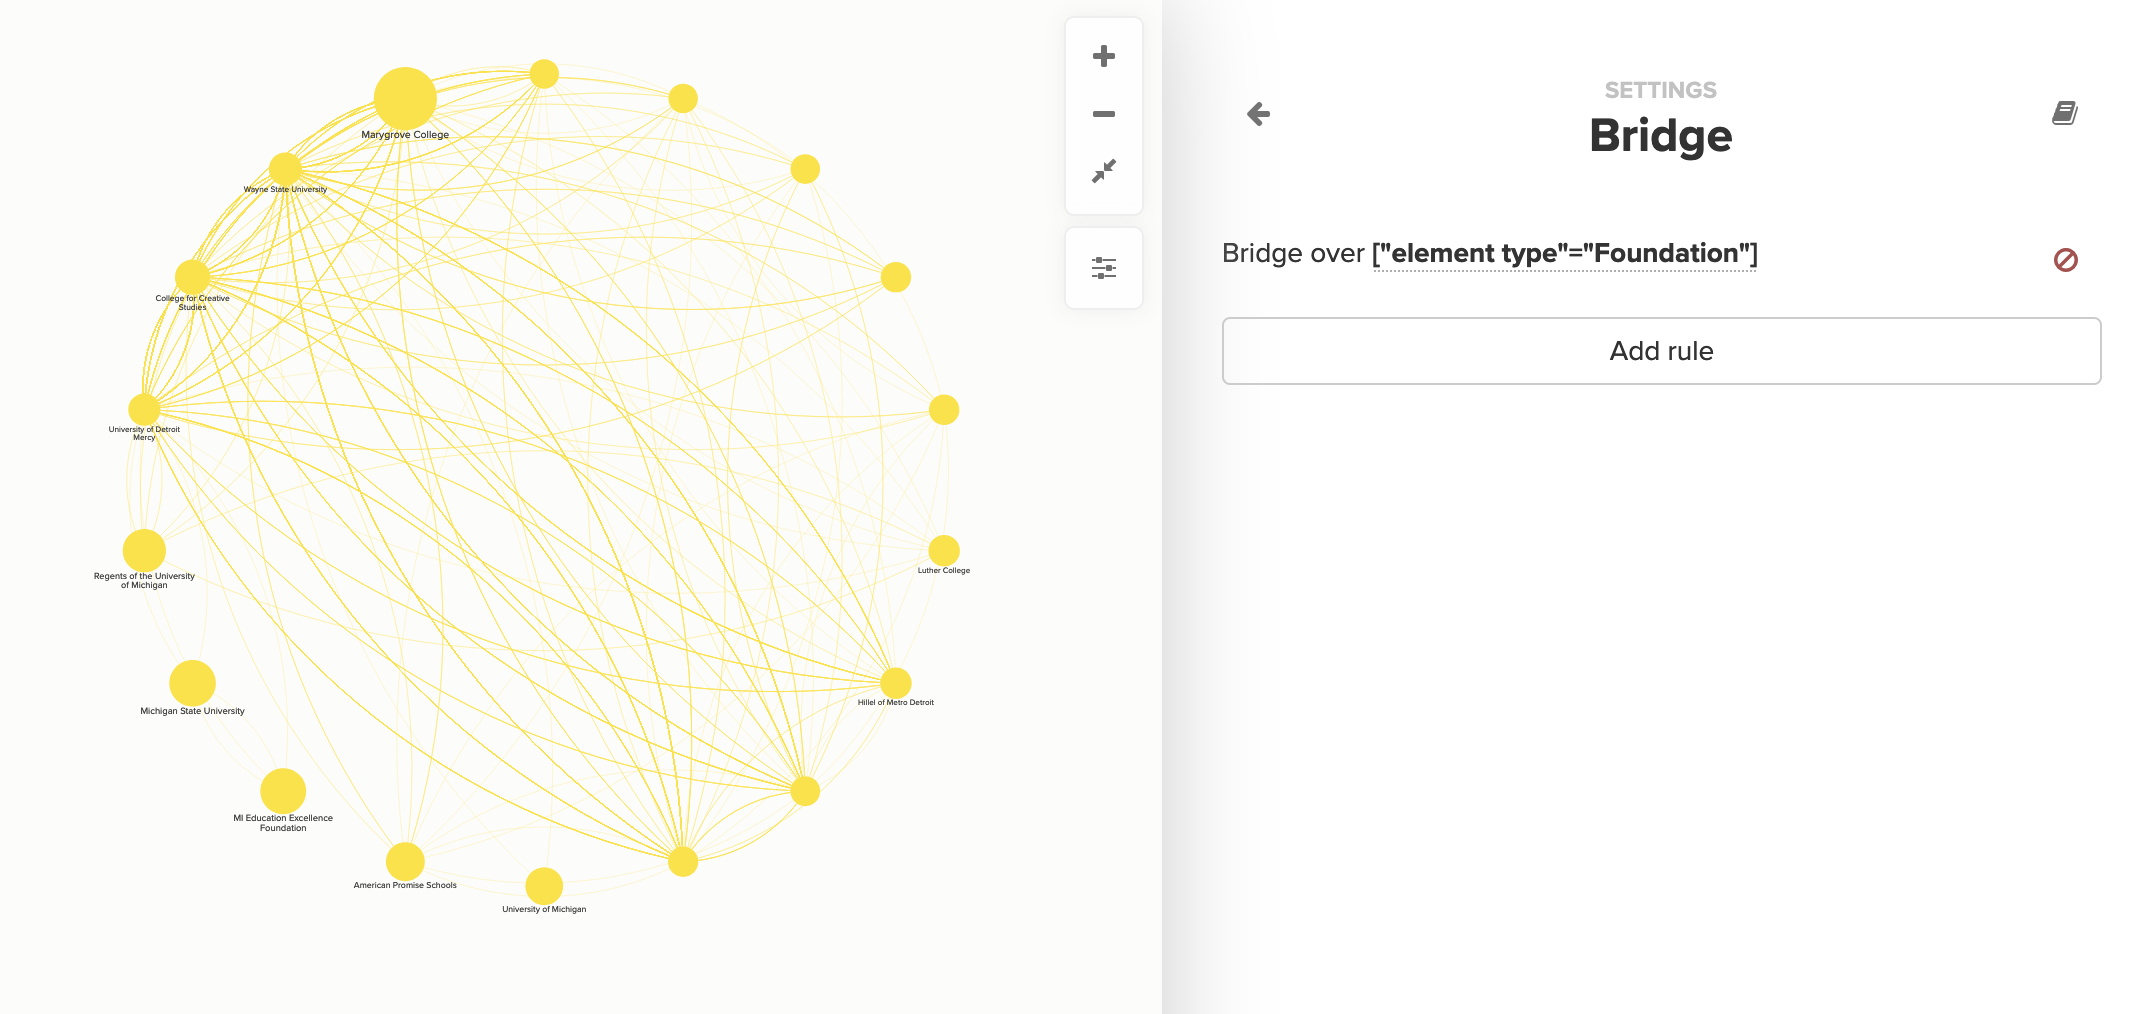 Marygrove College
Wayne State University
College for Creative
Studies
University of Detroit
Mercy
Regents of the University
of Michigan
Luther College
Hillel of Metro Detroit
Michigan State University
MI Education Excellence
Foundation
American Promise Schools
University of Michigan
SETTINGS
Bridge
Bridge over ["element type"="Foundation"]
Add rule